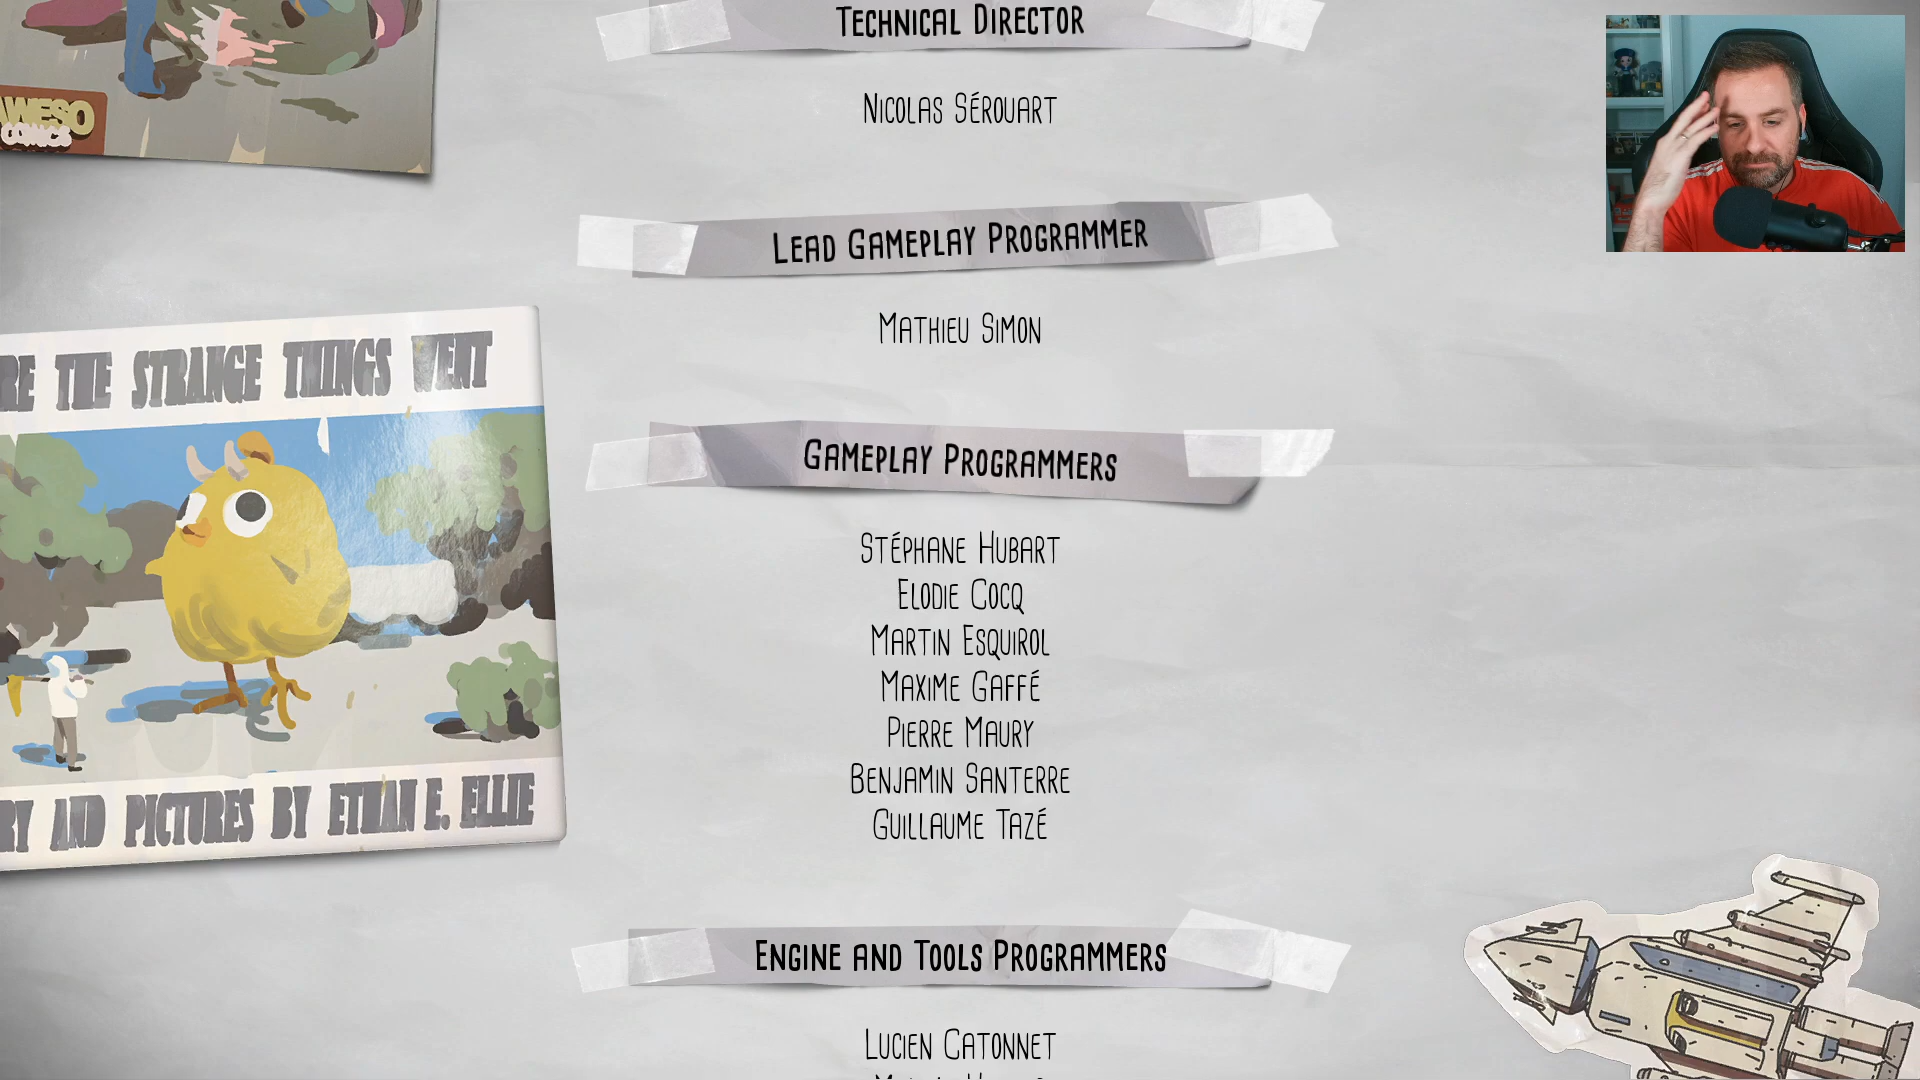 TECHNICAL DIRECTOR
NICOLAS SÉROUART
AWESO
COMICS
LEAD GAMEPLAY PROGRAMMER
MATHIEU SIMON
RE THE STRANGE THINGS WENT
GAMEPLAY PROGRAMMERS
STÉPHANE HUBART
ELODIE COCQ
MARTIN ESQUIROL
MAXIME GAFFÉ
PIERRE MAURY
BENJAMIN SANTERRE
GUILLAUME TAZÉ
RY AND PICTURES BY ETHAN E. ELLIE
ENGINE AND TOOLS PROGRAMMERS
LUCIEN CATONNET